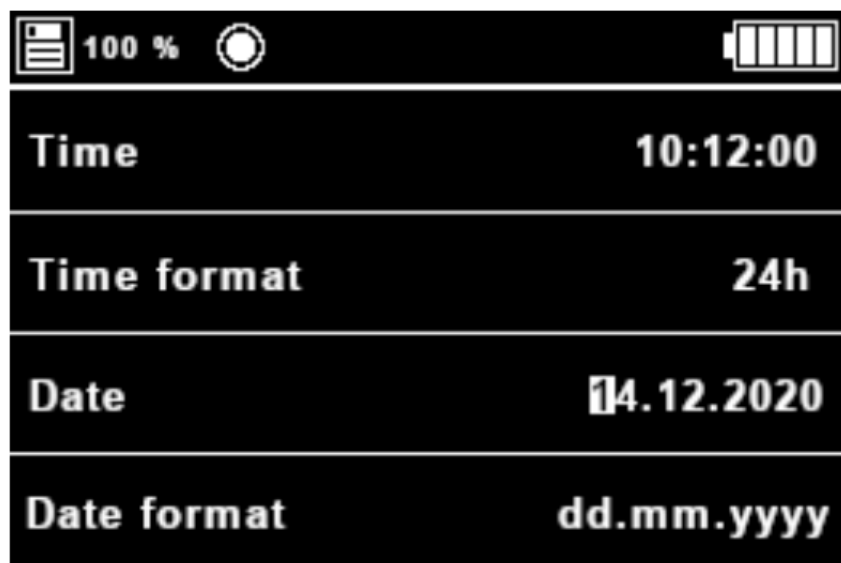 100 %
Time 10:12:00
Time format 24h
Date 14.12.2020
Date format dd.mm.yyyy